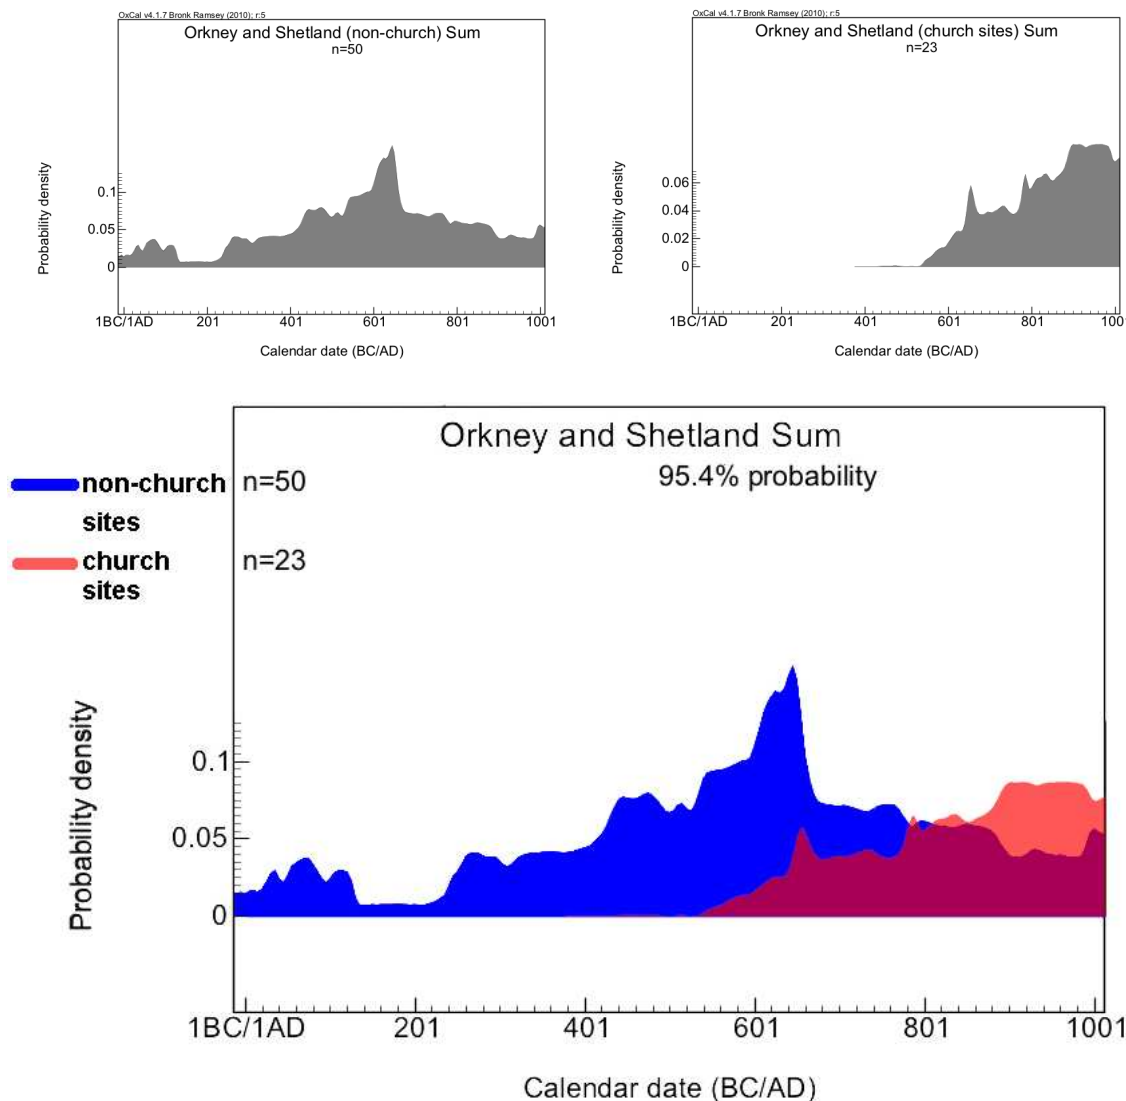 OxCal v4.1.7 Bronk Ramsey (2010); r:5
Orkney and Shetland (non-church) Sum
n=50
Probability density
0.1
0.05
0
1BC/1AD 201 401 601 801 1001
Calendar date (BC/AD)
OxCal v4.1.7 Bronk Ramsey (2010); r:5
Orkney and Shetland (church sites) Sum
n=23
Probability density
0.06
0.04
0.02
0
1BC/1AD 201 401 601 801 100
Calendar date (BC/AD)
Orkney and Shetland Sum
95.4% probability
non-church n=50
sites
church n=23
sites
Probability density
0.1
0.05
0
1BC/1AD 201 401 601 801 1001
Calendar date (BC/AD)